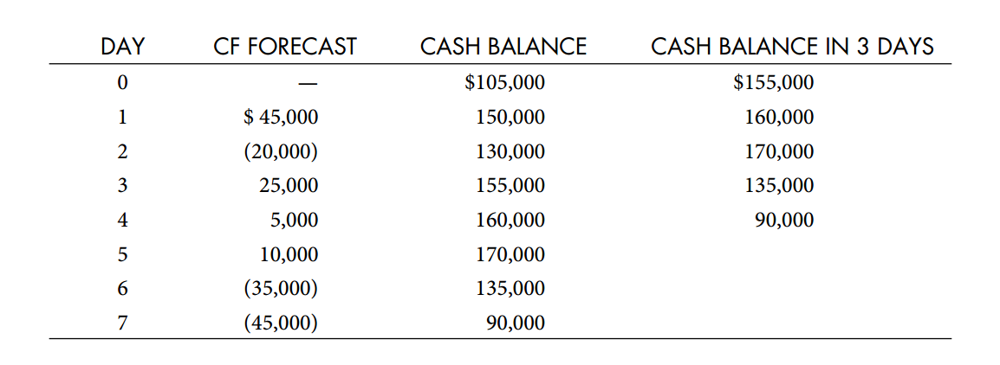 DAY CF FORECAST CASH BALANCE CASH BALANCE IN 3 DAYS
0 — $105,000 $155,000
1 $ 45,000 150,000 160,000
2 (20,000) 130,000 170,000
3 25,000 155,000 135,000
4 5,000 160,000 90,000
5 10,000 170,000
6 (35,000) 135,000
7 (45,000) 90,000